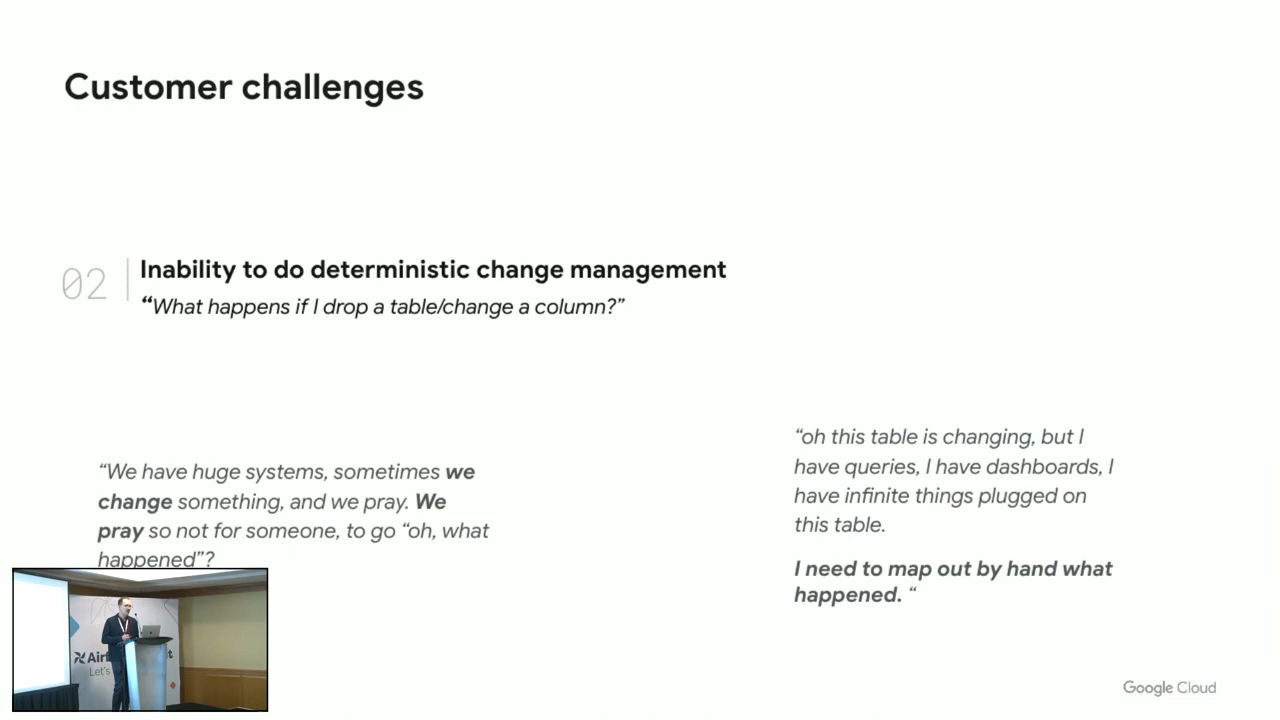 Customer challenges
02
Inability to do deterministic change management
“What happens if I drop a table/change a column?”
“We have huge systems, sometimes we
change something, and we pray. We
pray so not for someone, to go “oh, what
happened”?
“oh this table is changing, but I
have queries, I have dashboards, I
have infinite things plugged on
this table.
I need to map out by hand what
happened. “
Air
t
Let's
Google Cloud